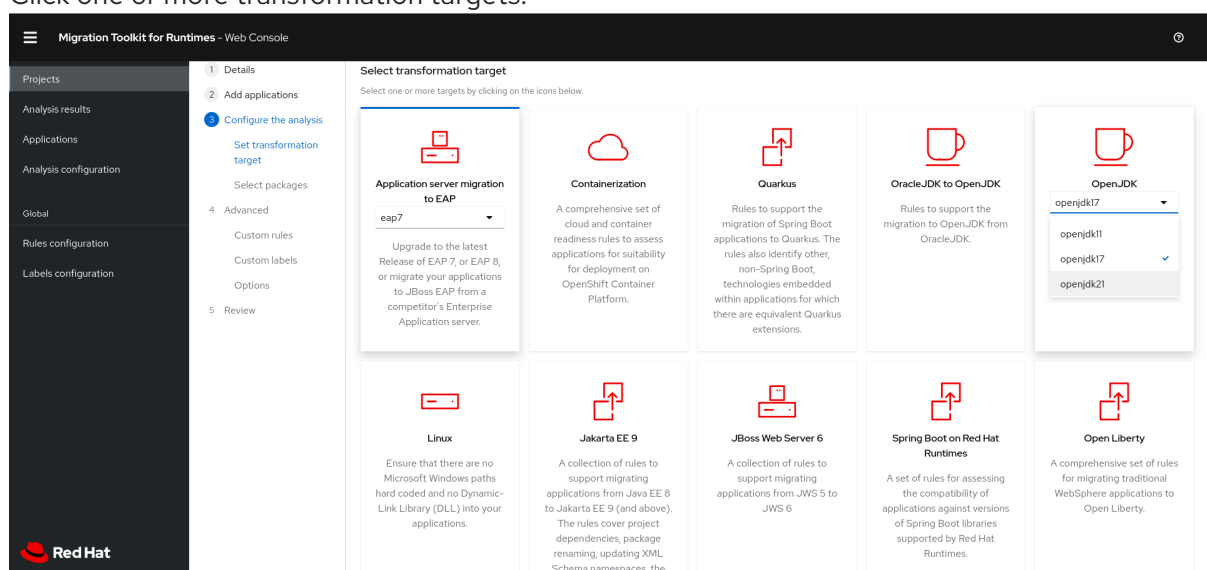 Click one or more transformation targets.
Migration Toolkit for Runtimes - Web Console
Projects
Analysis results
Applications
Analysis configuration
Global
Rules configuration
Labels configuration
Red Hat
1 Details
2 Add applications
3 Configure the analysis
Set transformation
target
Select packages
4 Advanced
Custom rules
Custom labels
Options
5 Review
Select transformation target
Select one or more targets by clicking on the icons below.
Application server migration
to EAP
eap7
Upgrade to the latest
Release of EAP 7, or EAP 8,
or migrate your applications
to JBoss EAP from a
competitor's Enterprise
Application server.
Containerization
A comprehensive set of
cloud and container
readiness rules to assess
applications for suitability
for deployment on
OpenShift Container
Platform.
Quarkus
Rules to support the
migration of Spring Boot
applications to Quarkus. The
rules also identify other,
non-Spring Boot,
technologies embedded
within applications for which
there are equivalent Quarkus
extensions.
OracleJDK to OpenJDK
Rules to support the
migration to OpenJDK from
OracleJDK.
OpenJDK
openjdk17
openjdk11
openjdk17
openjdk21
Linux
Ensure that there are no
Microsoft Windows paths
hard coded and no Dynamic-
Link Library (DLL) into your
applications.
Jakarta EE 9
A collection of rules to
support migrating
applications from Java EE 8
to Jakarta EE 9 (and above).
The rules cover project
dependencies, package
renaming, updating XML
Schema namespaces, the
JBoss Web Server 6
A collection of rules to
support migrating
applications from JWS 5 to
JWS 6
Spring Boot on Red Hat
Runtimes
A set of rules for assessing
the compatibility of
applications against versions
of Spring Boot libraries
supported by Red Hat
Runtimes.
Open Liberty
A comprehensive set of rules
for migrating traditional
WebSphere applications to
Open Liberty.